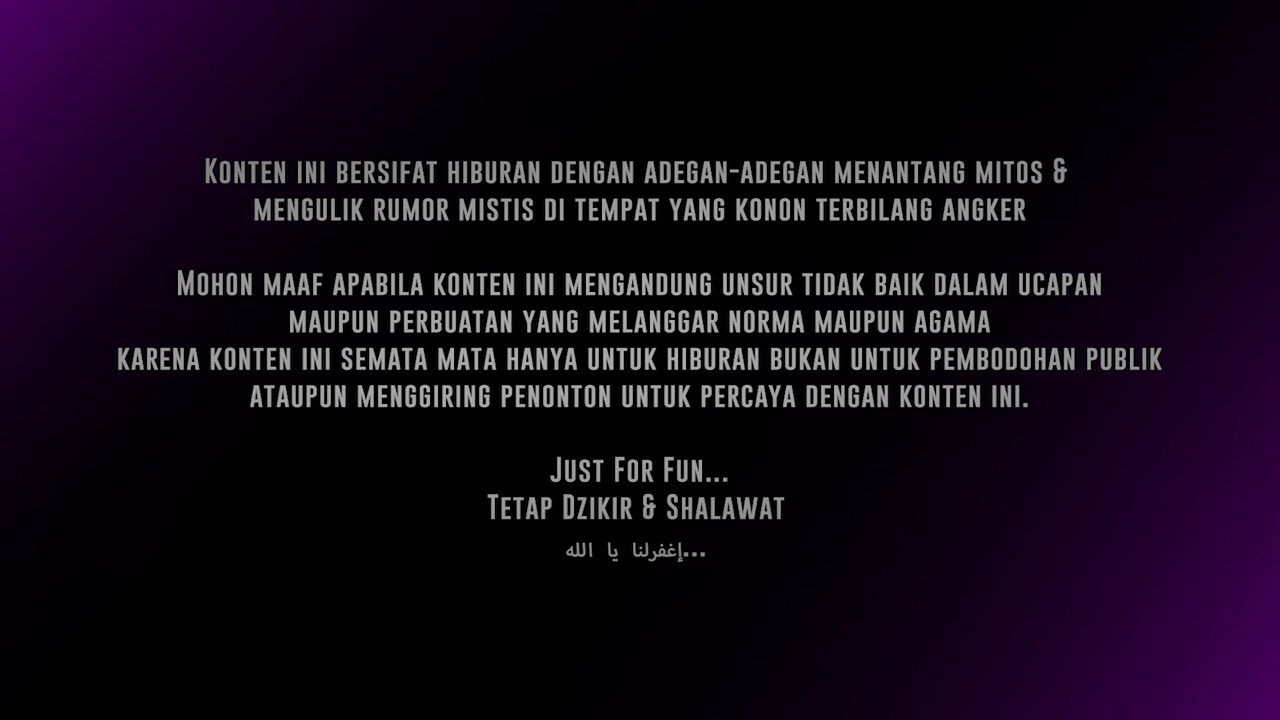 Konten ini bersifat hiburan dengan adegan-adegan menantang mitos &
mengulik rumor mistis di tempat yang konon terbilang angker
Mohon maaf apabila konten ini mengandung unsur tidak baik dalam ucapan
maupun perbuatan yang melanggar norma maupun agama
karena konten ini semata mata hanya untuk hiburan bukan untuk pembodohan publik
ataupun menggiring penonton untuk percaya dengan konten ini.
Just For Fun...
Tetap Dzikir & Shalawat
...إغفرلنا يا الله